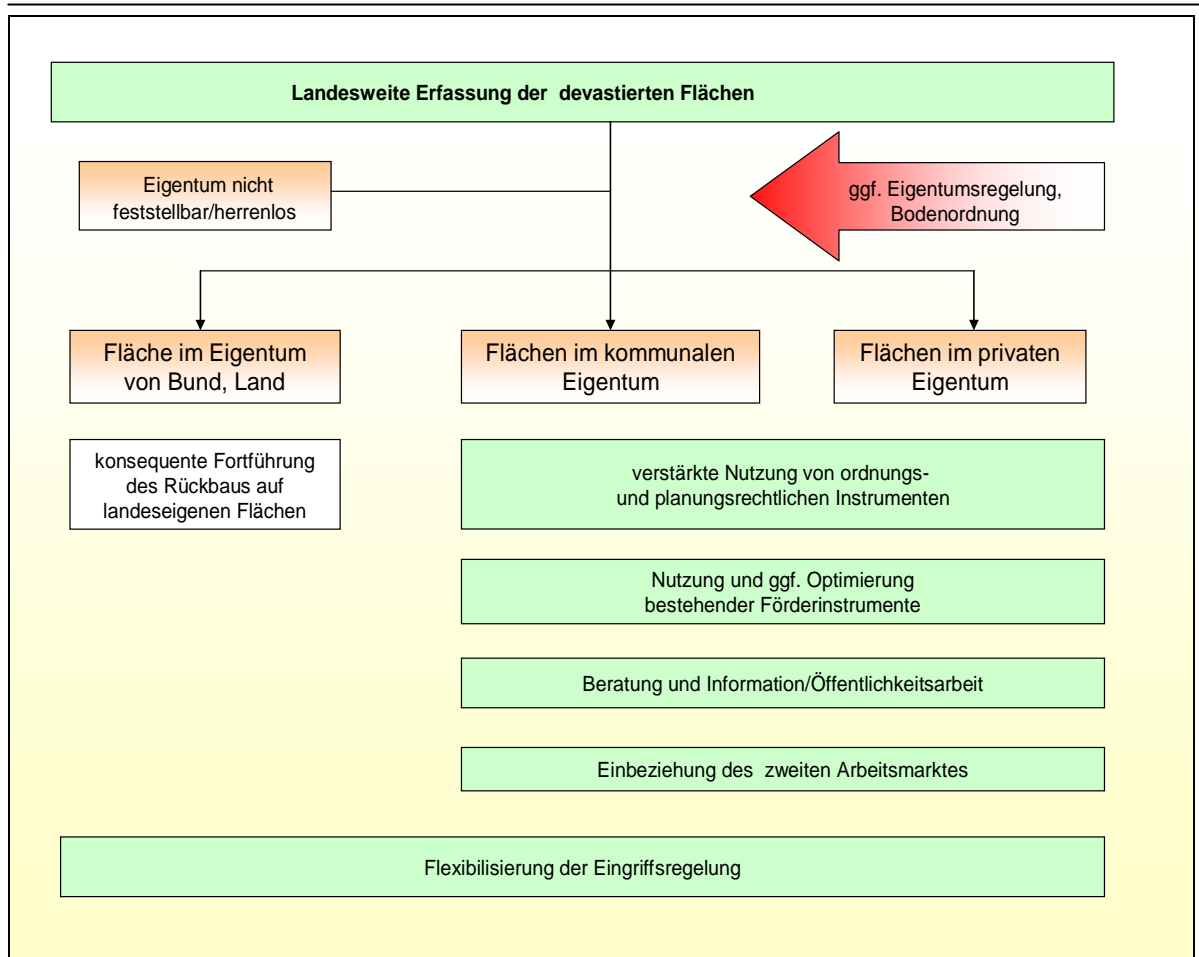 Landesweite Erfassung der devastierten Flächen
Eigentum nicht
feststellbar/herrenlos
ggf. Eigentumsregelung,
Bodenordnung
Fläche im Eigentum
von Bund, Land
Flächen im kommunalen
Eigentum
Flächen im privaten
Eigentum
konsequente Fortführung
des Rückbaus auf
landeseigenen Flächen
verstärkte Nutzung von ordnungs-
und planungsrechtlichen Instrumenten
Nutzung und ggf. Optimierung
bestehender Förderinstrumente
Beratung und Information/Öffentlichkeitsarbeit
Einbeziehung des zweiten Arbeitsmarktes
Flexibilisierung der Eingriffsregelung